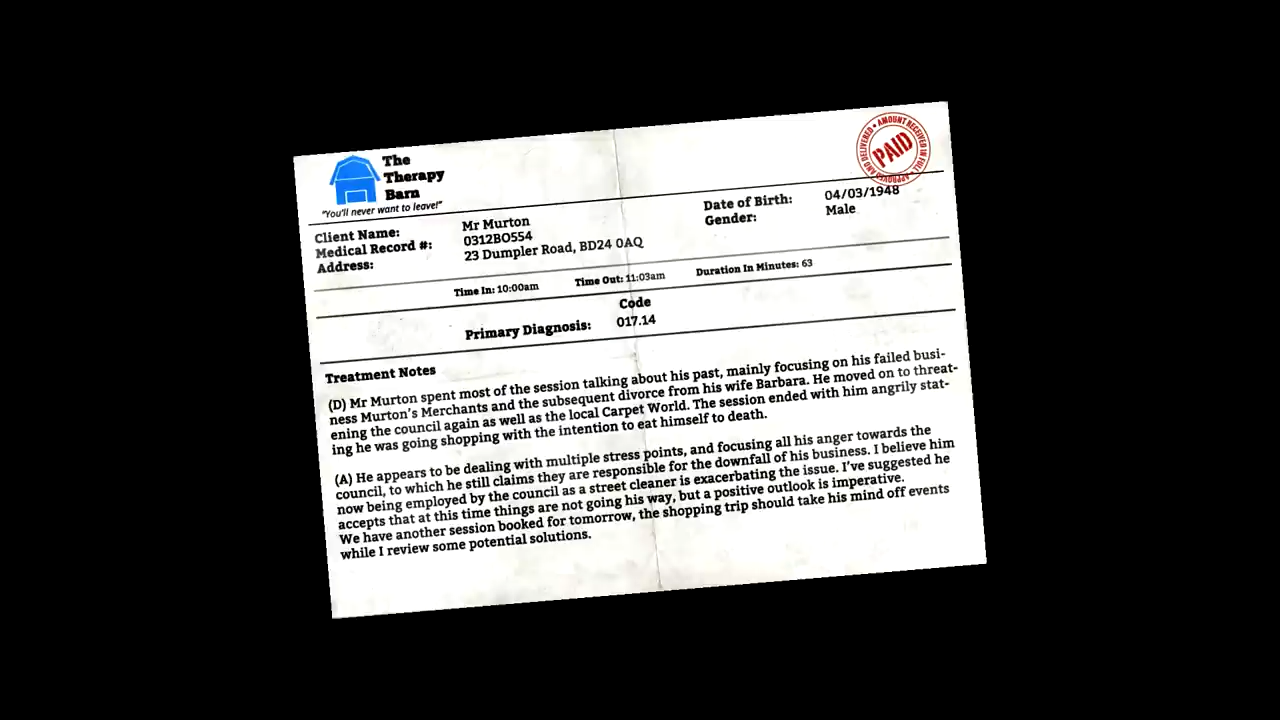 The
Therapy
Barn
"You'll never want to leave!"
AMOUNT RECEIVED IN FULL • APPROVED AND DELIVERED •
PAID
Client Name: Mr Murton Date of Birth: 04/03/1948
Medical Record #: 0312BO554 Gender: Male
Address: 23 Dumpler Road, BD24 0AQ
Time In: 10:00am Time Out: 11:03am Duration In Minutes: 63
Code
Primary Diagnosis: 017.14
Treatment Notes
(D) Mr Murton spent most of the session talking about his past, mainly focusing on his failed busi-
ness Murton's Merchants and the subsequent divorce from his wife Barbara. He moved on to threat-
ening the council again as well as the local Carpet World. The session ended with him angrily stat-
ing he was going shopping with the intention to eat himself to death.
(A) He appears to be dealing with multiple stress points, and focusing all his anger towards the
council, to which he still claims they are responsible for the downfall of his business. I believe him
now being employed by the council as a street cleaner is exacerbating the issue. I've suggested he
accepts that at this time things are not going his way, but a positive outlook is imperative.
We have another session booked for tomorrow, the shopping trip should take his mind off events
while I review some potential solutions.